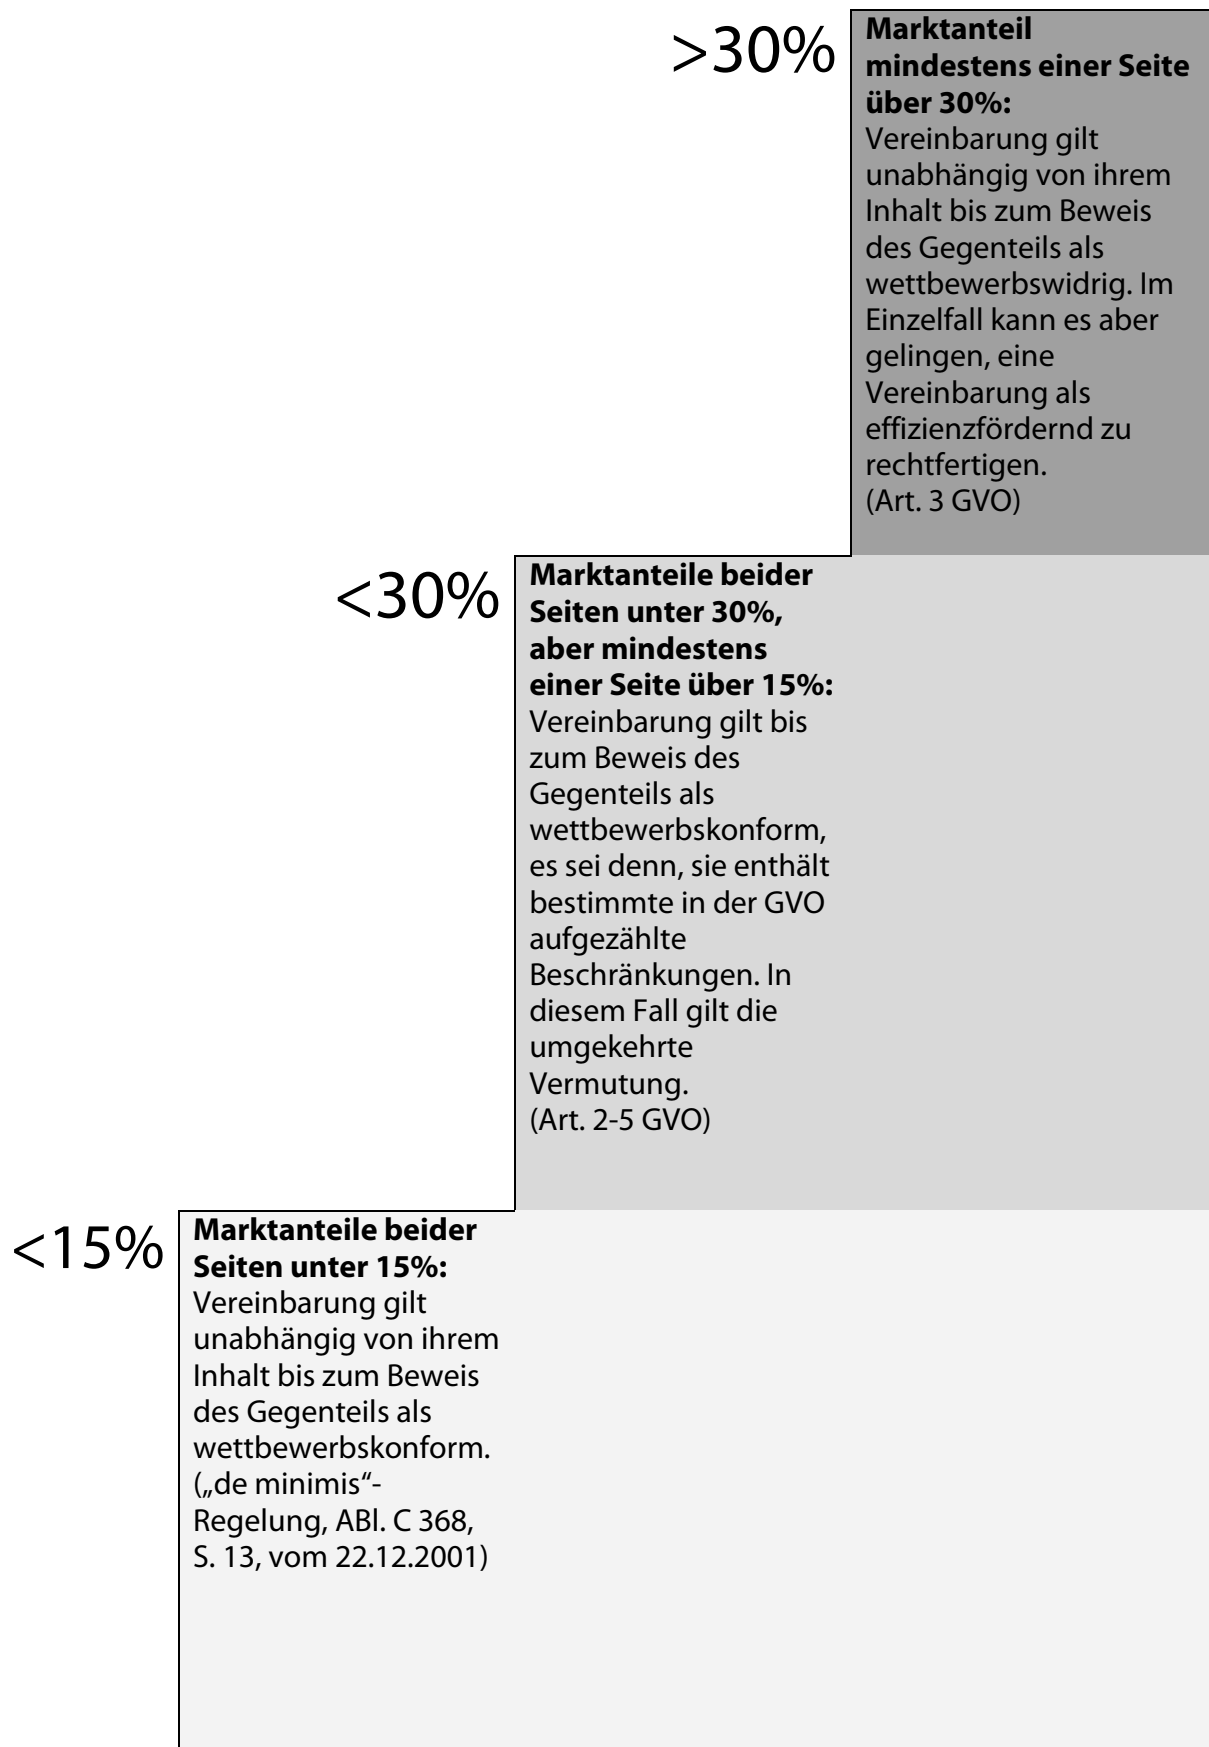 >30%
Marktanteil
mindestens einer Seite
über 30%:
Vereinbarung gilt
unabhängig von ihrem
Inhalt bis zum Beweis
des Gegenteils als
wettbewerbswidrig. Im
Einzelfall kann es aber
gelingen, eine
Vereinbarung als
effizienzfördernd zu
rechtfertigen.
(Art. 3 GVO)
<30%
Marktanteile beider
Seiten unter 30%,
aber mindestens
einer Seite über 15%:
Vereinbarung gilt bis
zum Beweis des
Gegenteils als
wettbewerbskonform,
es sei denn, sie enthält
bestimmte in der GVO
aufgezählte
Beschränkungen. In
diesem Fall gilt die
umgekehrte
Vermutung.
(Art. 2-5 GVO)
<15%
Marktanteile beider
Seiten unter 15%:
Vereinbarung gilt
unabhängig von ihrem
Inhalt bis zum Beweis
des Gegenteils als
wettbewerbskonform.
(„de minimis“-
Regelung, ABl. C 368,
S. 13, vom 22.12.2001)